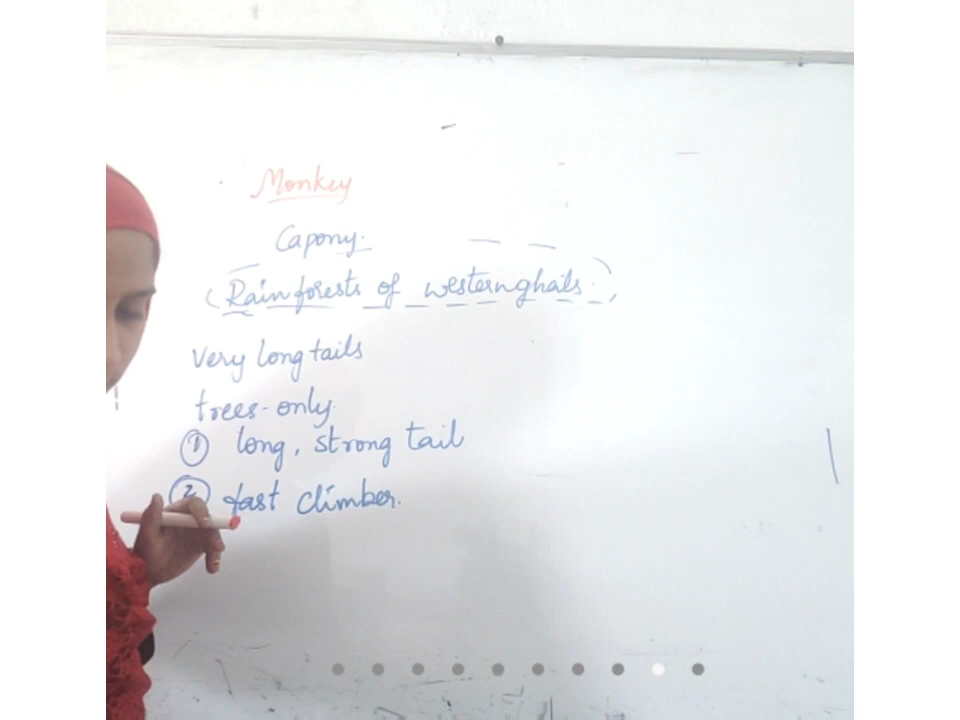 Monkey
Capony.
(Rainforests of westernghats.)
Very long tails
trees-only.
① long, strong tail
② fast climber.